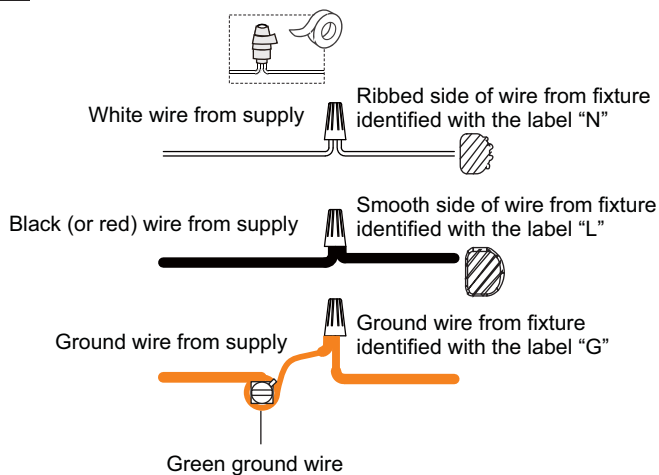 White wire from supply
Ribbed side of wire from fixture
identified with the label “N”
Black (or red) wire from supply
Smooth side of wire from fixture
identified with the label “L”
Ground wire from supply
Ground wire from fixture
identified with the label “G”
Green ground wire